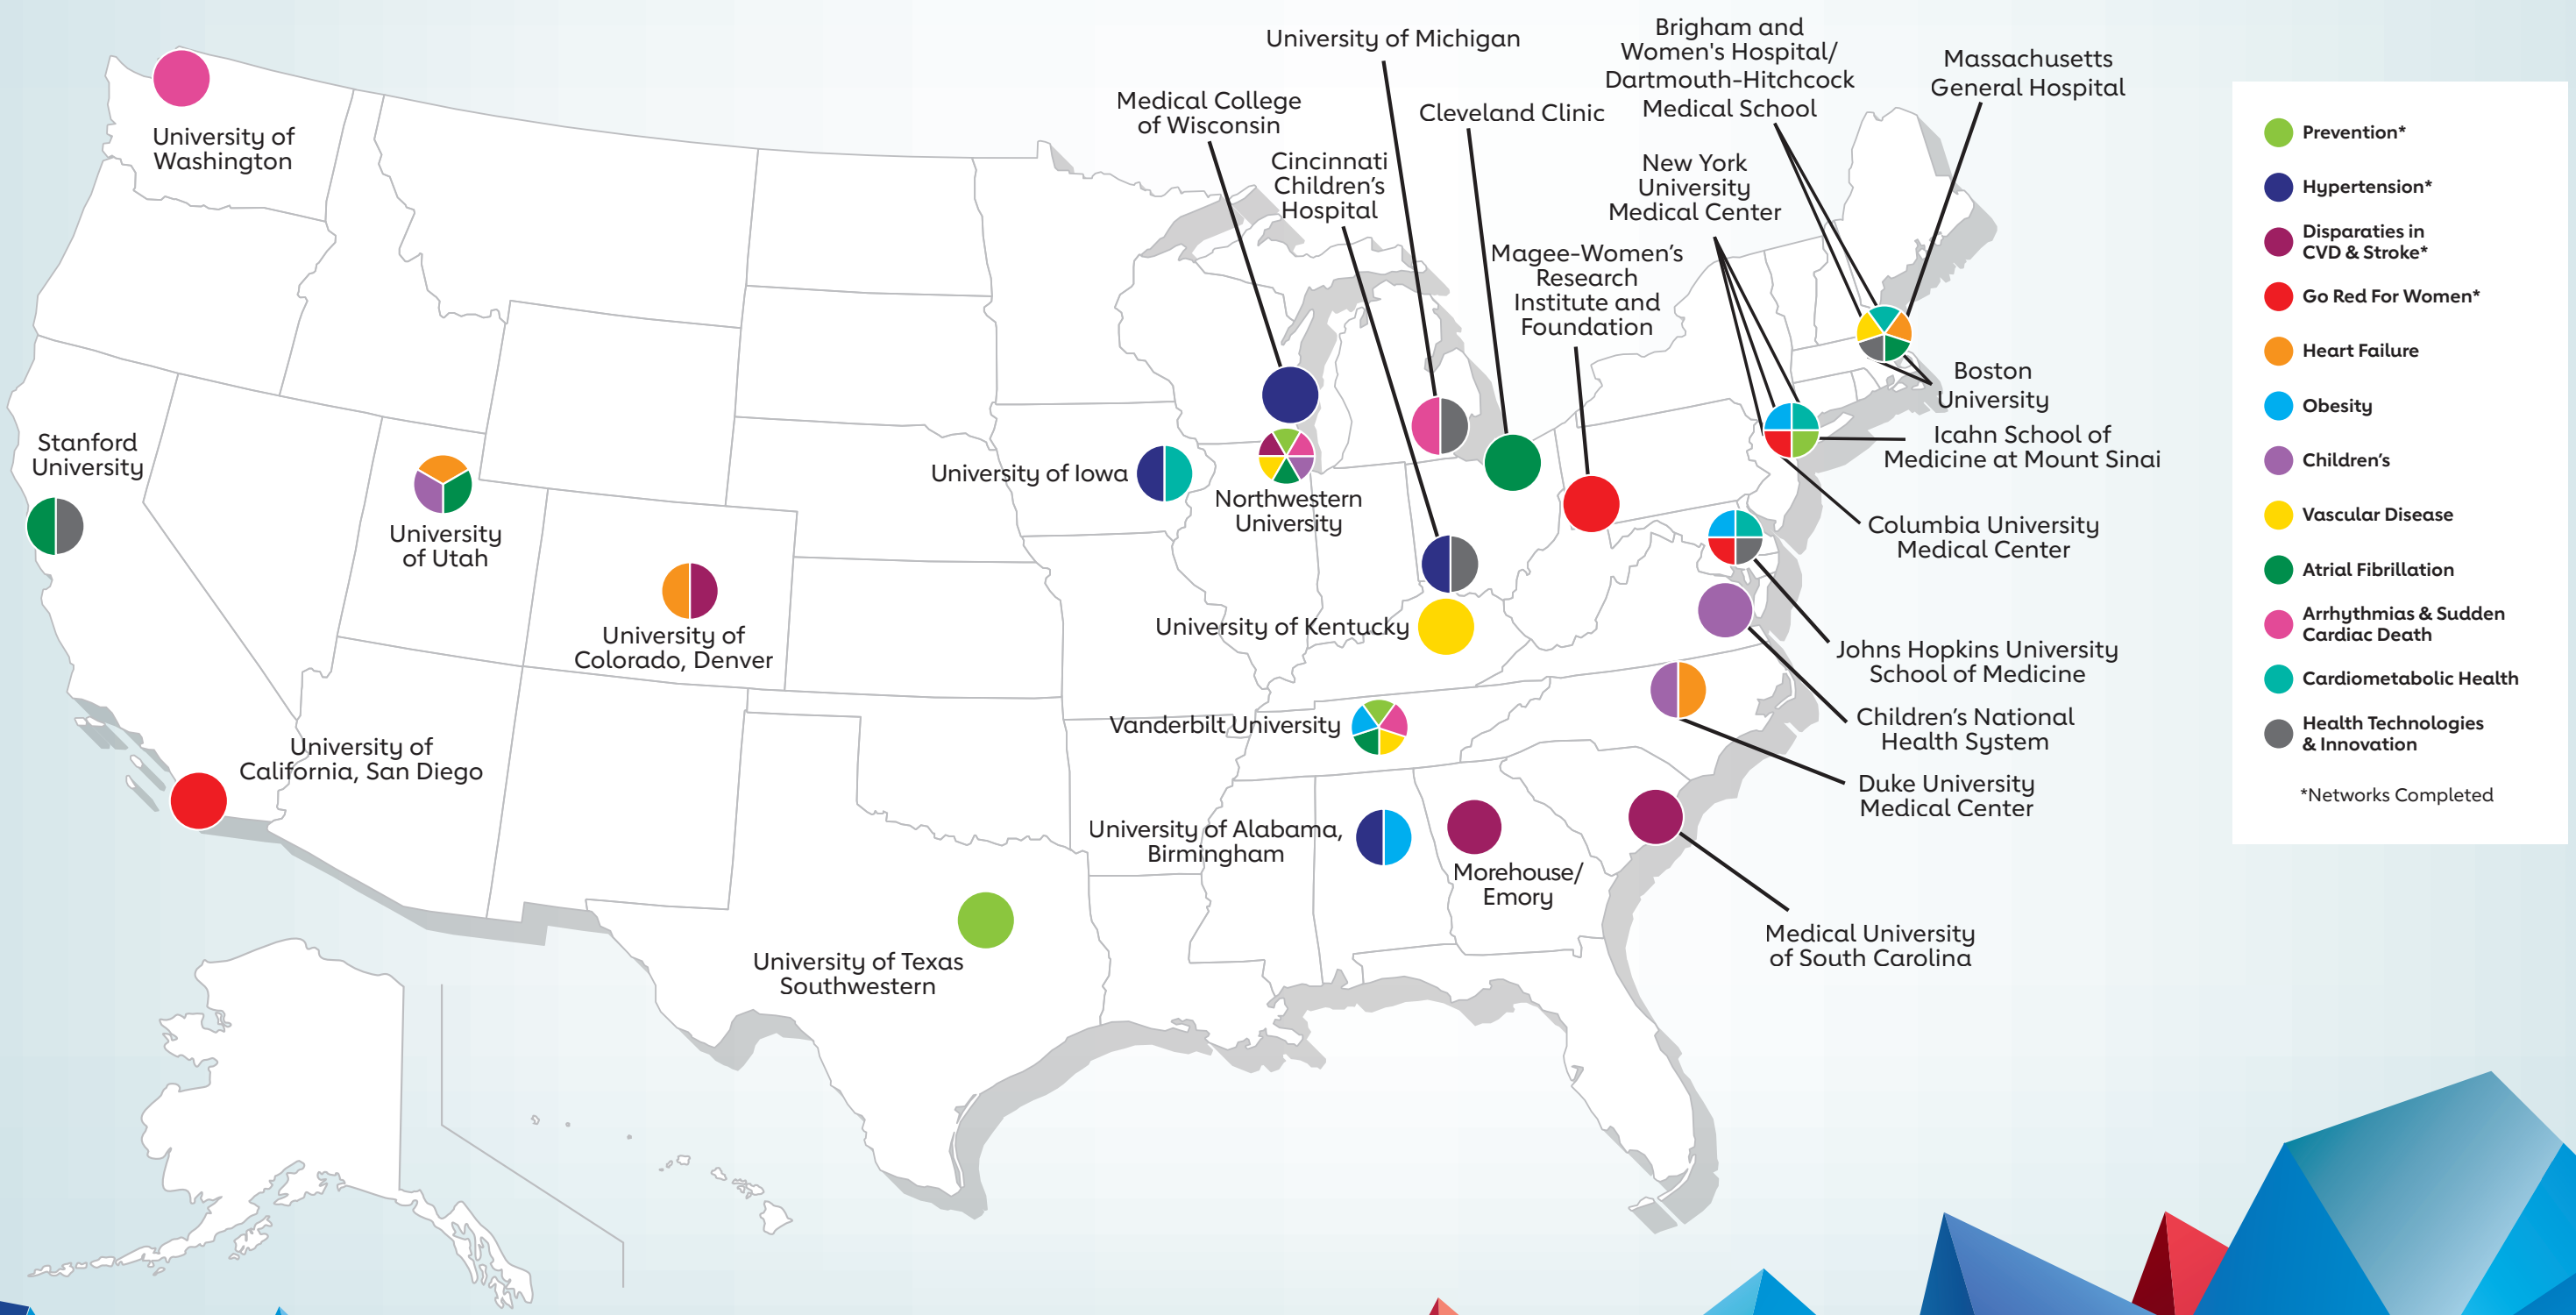 University of
Washington
Stanford
University
University
of Utah
University of
Colorado, Denver
University of
California, San Diego
University of Texas
Southwestern
University of Iowa
Medical College
of Wisconsin
Northwestern
University
University of Michigan
Cincinnati
Children's
Hospital
Cleveland Clinic
Magee-Women's
Research
Institute and
Foundation
Brigham and
Women's Hospital/
Dartmouth-Hitchcock
Medical School
New York
University
Medical Center
Massachusetts
General Hospital
Boston
University
Icahn School of
Medicine at Mount Sinai
Columbia University
Medical Center
Johns Hopkins University
School of Medicine
Children's National
Health System
Duke University
Medical Center
Medical University
of South Carolina
University of Kentucky
Vanderbilt University
University of Alabama,
Birmingham
Morehouse/
Emory
Prevention*
Hypertension*
Disparaties in
CVD & Stroke*
Go Red For Women*
Heart Failure
Obesity
Children's
Vascular Disease
Atrial Fibrillation
Arrhythmias & Sudden
Cardiac Death
Cardiometabolic Health
Health Technologies
& Innovation
*Networks Completed